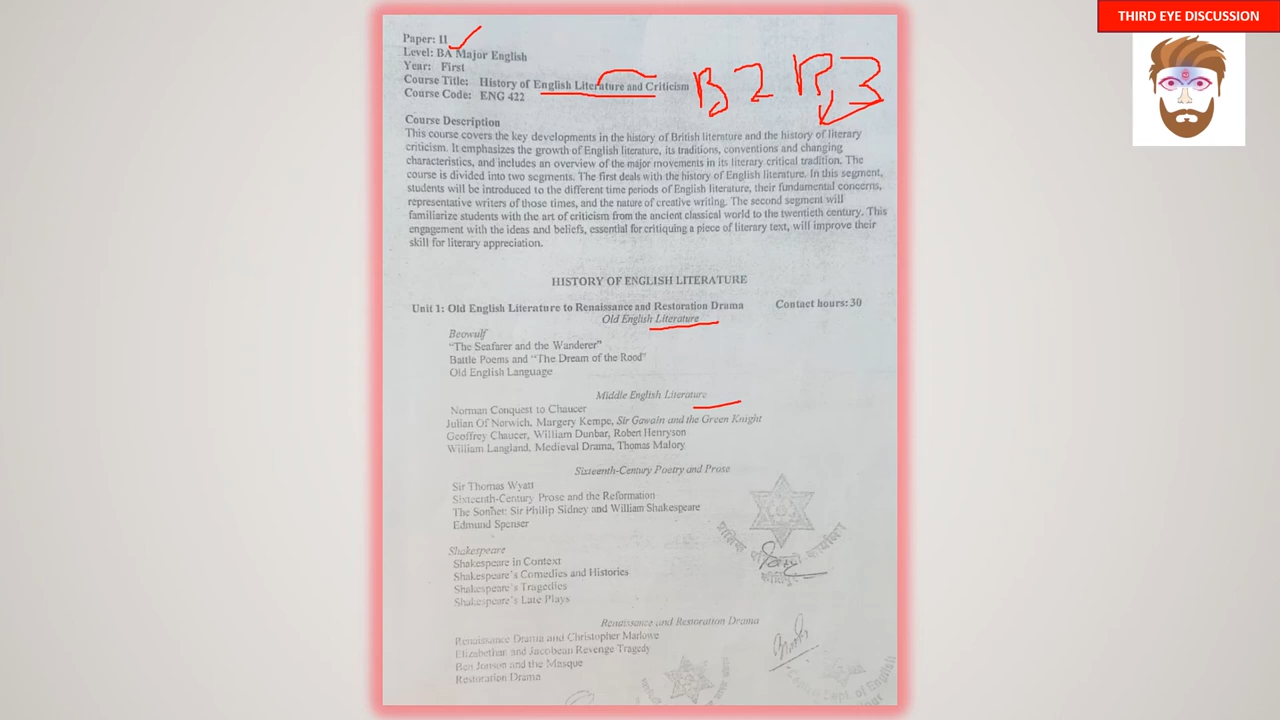 THIRD EYE DISCUSSION
Paper: II
Level: BA Major English
Year: First
Course Title: History of English Literature and Criticism
Course Code: ENG 422
B2 P3
Course Description
This course covers the key developments in the history of British literature and the history of literary
criticism. It emphasizes the growth of English literature, its traditions, conventions and changing
characteristics, and includes an overview of the major movements in its literary critical tradition. The
course is divided into two segments. The first deals with the history of English literature. In this segment,
students will be introduced to the different time periods of English literature, their fundamental concerns,
representative writers of those times, and the nature of creative writing. The second segment will
familiarize students with the art of criticism from the ancient classical world to the twentieth century. This
engagement with the ideas and beliefs, essential for critiquing a piece of literary text, will improve their
skill for literary appreciation.
HISTORY OF ENGLISH LITERATURE
Unit 1: Old English Literature to Renaissance and Restoration Drama Contact hours: 30
Old English Literature
Beowulf
"The Seafarer and the Wanderer"
Battle Poems and "The Dream of the Rood"
Old English Language
Middle English Literature
Norman Conquest to Chaucer
Julian Of Norwich, Margery Kempe, Sir Gawain and the Green Knight
Geoffrey Chaucer, William Dunbar, Robert Henryson
William Langland, Medieval Drama, Thomas Malory
Sixteenth-Century Poetry and Prose
Sir Thomas Wyatt
Sixteenth-Century Prose and the Reformation
The Sonnet: Sir Philip Sidney and William Shakespeare
Edmund Spenser
Shakespeare
Shakespeare in Context
Shakespeare's Comedies and Histories
Shakespeare's Tragedies
Shakespeare's Late Plays
Renaissance and Restoration Drama
Renaissance Drama and Christopher Marlowe
Elizabethan and Jacobean Revenge Tragedy
Ben Jonson and the Masque
Restoration Drama
Dept. of English